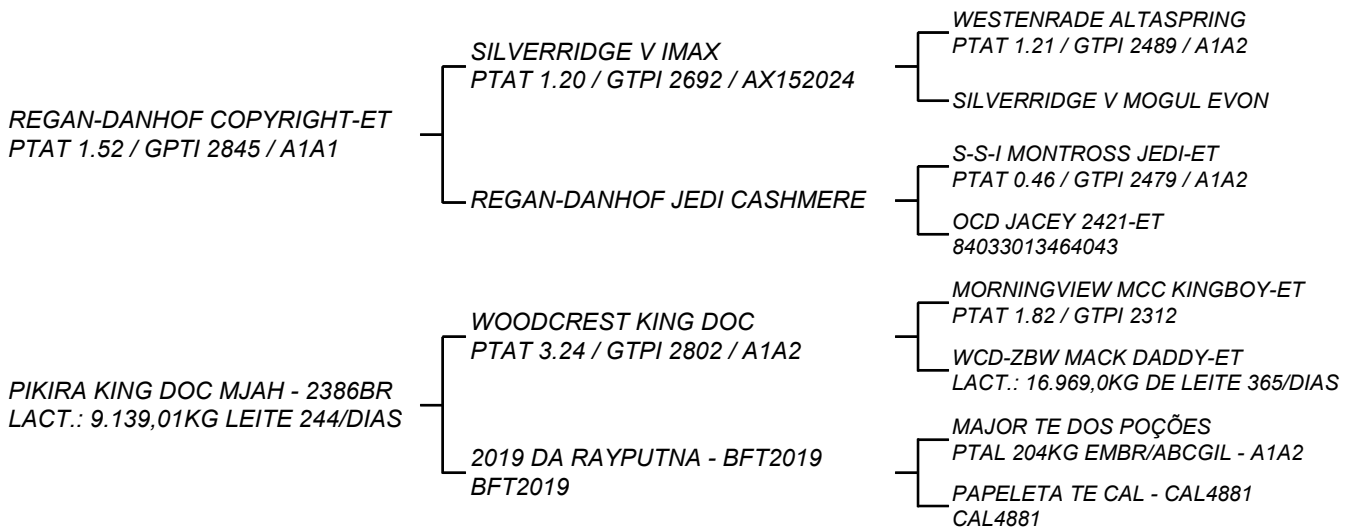 REGAN-DANHOF COPYRIGHT-ET
PTAT 1.52 / GPTI 2845 / A1A1
PIKIRA KING DOC MJAH - 2386BR
LACT.: 9.139,01KG LEITE 244/DIAS
SILVERRIDGE V IMAX
PTAT 1.20 / GTPI 2692 / AX152024
REGAN-DANHOF JEDI CASHMERE
WOODCREST KING DOC
PTAT 3.24 / GTPI 2802 / A1A2
2019 DA RAYPUTNA - BFT2019
BFT2019
WESTENRADE ALTASPRING
PTAT 1.21 / GTPI 2489 / A1A2
SILVERRIDGE V MOGUL EVON
S-S-I MONTROSS JEDI-ET
PTAT 0.46 / GTPI 2479 / A1A2
OCD JACEY 2421-ET
84033013464043
MORNINGVIEW MCC KINGBOY-ET
PTAT 1.82 / GTPI 2312
WCD-ZBW MACK DADDY-ET
LACT.: 16.969,0KG DE LEITE 365/DIAS
MAJOR TE DOS POÇÕES
PTAL 204KG EMBR/ABCGIL - A1A2
PAPELETA TE CAL - CAL4881
CAL4881